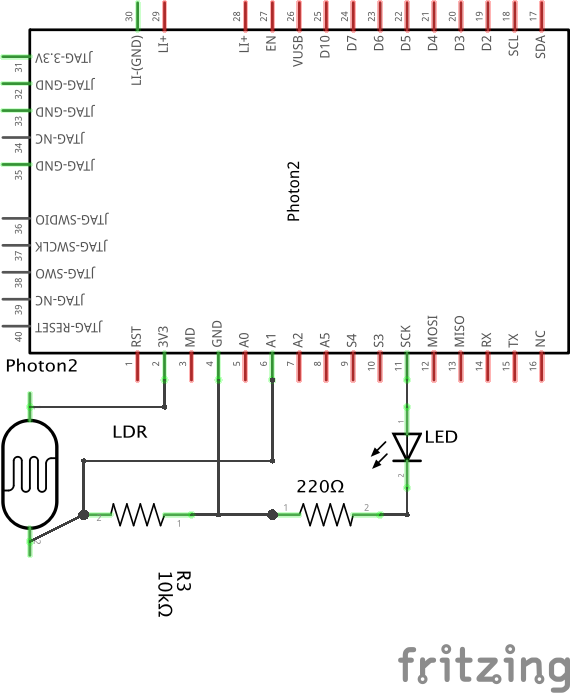 30 29 28 27 26 25 24 23 22 21 20 19 18 17
LI-(GND) LI+ LI+ EN VUSB D10 D7 D6 D5 D4 D3 D2 SCL SDA
31 JTAG-3.3V
32 JTAG-GND
33 JTAG-GND
34 JTAG-NC
35 JTAG-GND
Photon2
36 JTAG-SWDIO
37 JTAG-SWCLK
38 JTAG-SWO
39 JTAG-NC
40 JTAG-RESET
RST 3V3 MD GND A0 A1 A2 A5 S4 S3 SCK MOSI MISO RX TX NC
Photon2
1 2 3 4 5 6 7 8 9 10 11 12 13 14 15 16
LDR
1
LED
2
220Ω
2 1
1 2
R3
10kΩ
fritzing